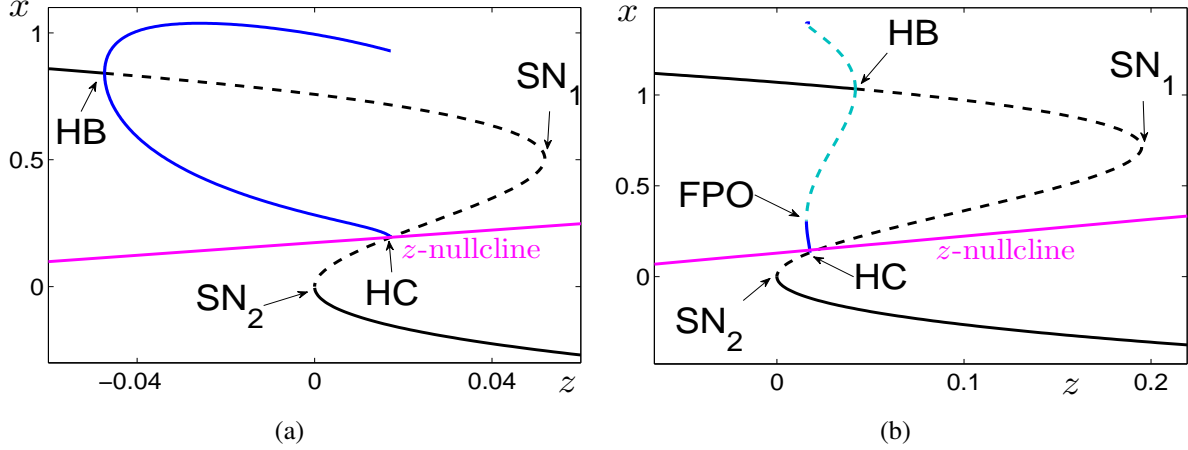 x
1
0.5
0
HB
SN1
z-nullcline
SN2
HC
−0.04
0
0.04
z
(a)
x
1
0.5
0
HB
SN1
FPO
z-nullcline
HC
SN2
0
0.1
z
0.2
(b)